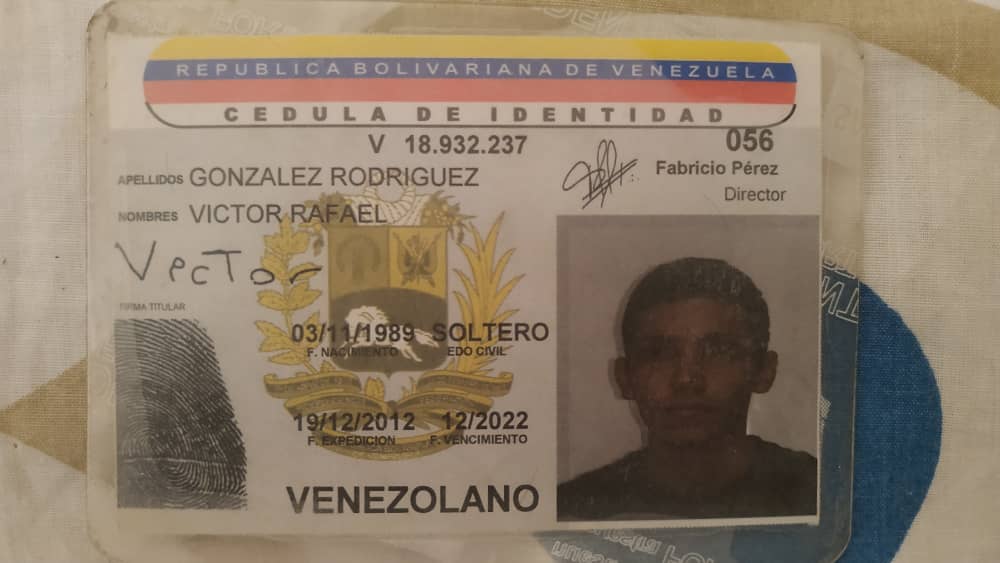 REPUBLICA BOLIVARIANA DE VENEZUELA
CEDULA DE IDENTIDAD
V 18.932.237
056
Fabricio Pérez
Director
APELLIDOS GONZALEZ RODRIGUEZ
NOMBRES VICTOR RAFAEL
Vector
FIRMA TITULAR
03/11/1989 SOLTERO
F. NACIMIENTO EDO CIVIL
19/12/2012 12/2022
F. EXPEDICION F. VENCIMIENTO
VENEZOLANO